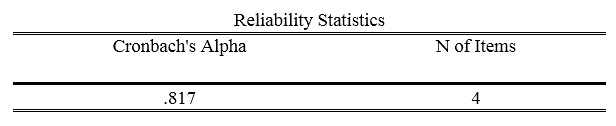 Reliability Statistics
Cronbach's Alpha N of Items
.817 4